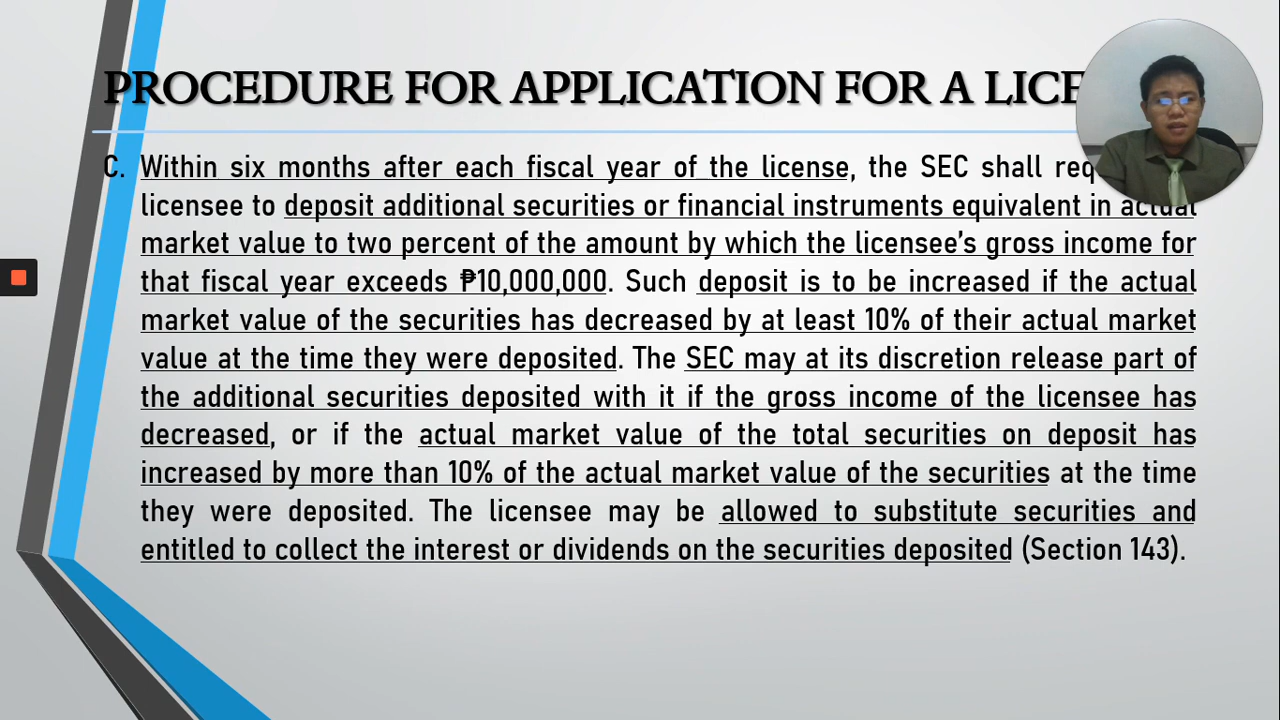 PROCEDURE FOR APPLICATION FOR A
C. Within six months after each fiscal year of the license, the SEC shall
licensee to deposit additional securities or financial instruments equivalent in actual
market value to two percent of the amount by which the licensee's gross income for
that fiscal year exceeds ₱10,000,000. Such deposit is to be increased if the actual
market value of the securities has decreased by at least 10% of their actual market
value at the time they were deposited. The SEC may at its discretion release part of
the additional securities deposited with it if the gross income of the licensee has
decreased, or if the actual market value of the total securities on deposit has
increased by more than 10% of the actual market value of the securities at the time
they were deposited. The licensee may be allowed to substitute securities and
entitled to collect the interest or dividends on the securities deposited (Section 143).